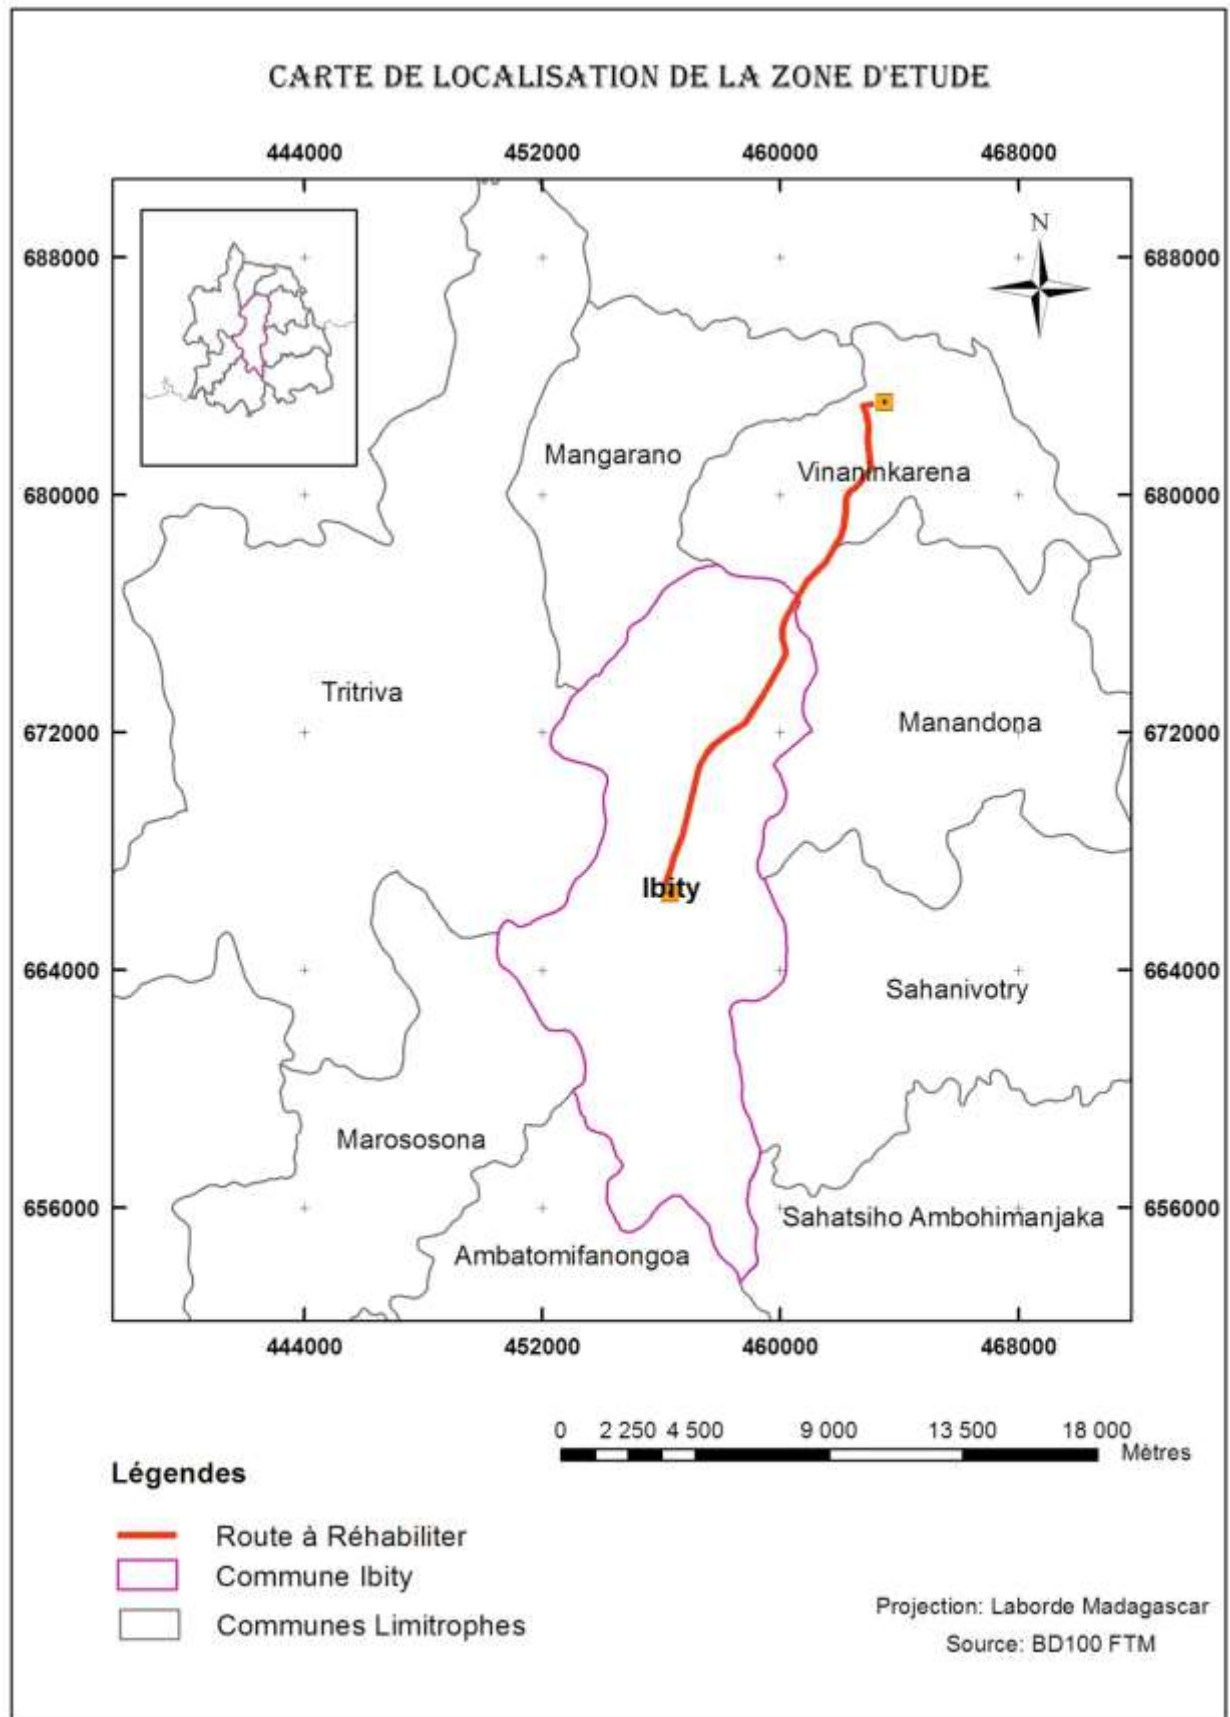 CARTE DE LOCALISATION DE LA ZONE D'ETUDE
444000 452000 460000 468000
N
688000 688000
Mangarano
Vinaninkarena
680000 680000
Tritriva
Manandona
672000 672000
Ibity
664000 664000
Sahanivotry
Marososona
656000 656000
Sahatsiho Ambohimanjaka
Ambatomifanongoa
444000 452000 460000 468000
0 2 250 4 500 9 000 13 500 18 000
Mètres
Légendes
Route à Réhabiliter
Commune Ibity
Communes Limitrophes
Projection: Laborde Madagascar
Source: BD100 FTM